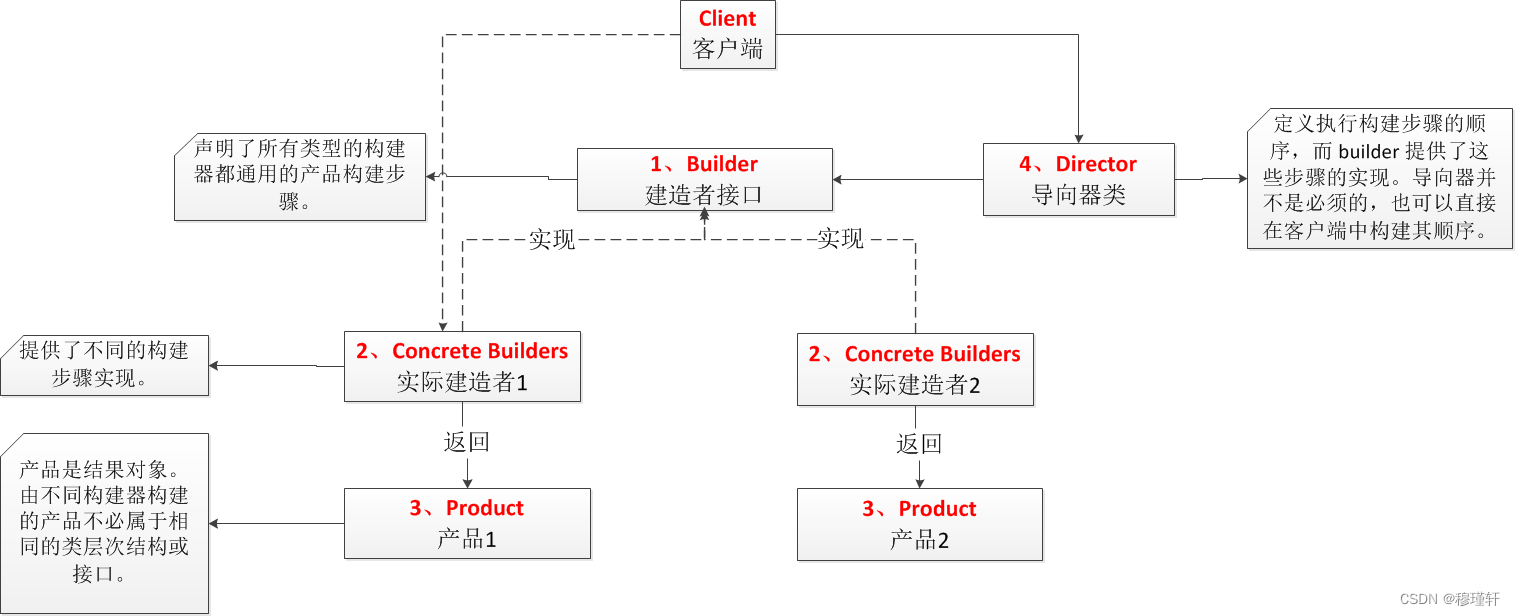 Client
客户端
声明了所有类型的构建
器都通用的产品构建步
骤。
1、Builder
建造者接口
4、Director
导向器类
定义执行构建步骤的顺
序，而 builder 提供了这
些步骤的实现。导向器并
不是必须的，也可以直接
在客户端中构建其顺序。
实现
实现
提供了不同的构建
步骤实现。
2、Concrete Builders
实际建造者1
2、Concrete Builders
实际建造者2
返回
返回
产品是结果对象。
由不同构建器构建
的产品不必属于相
同的类层次结构或
接口。
3、Product
产品1
3、Product
产品2
CSDN @穆瑾轩